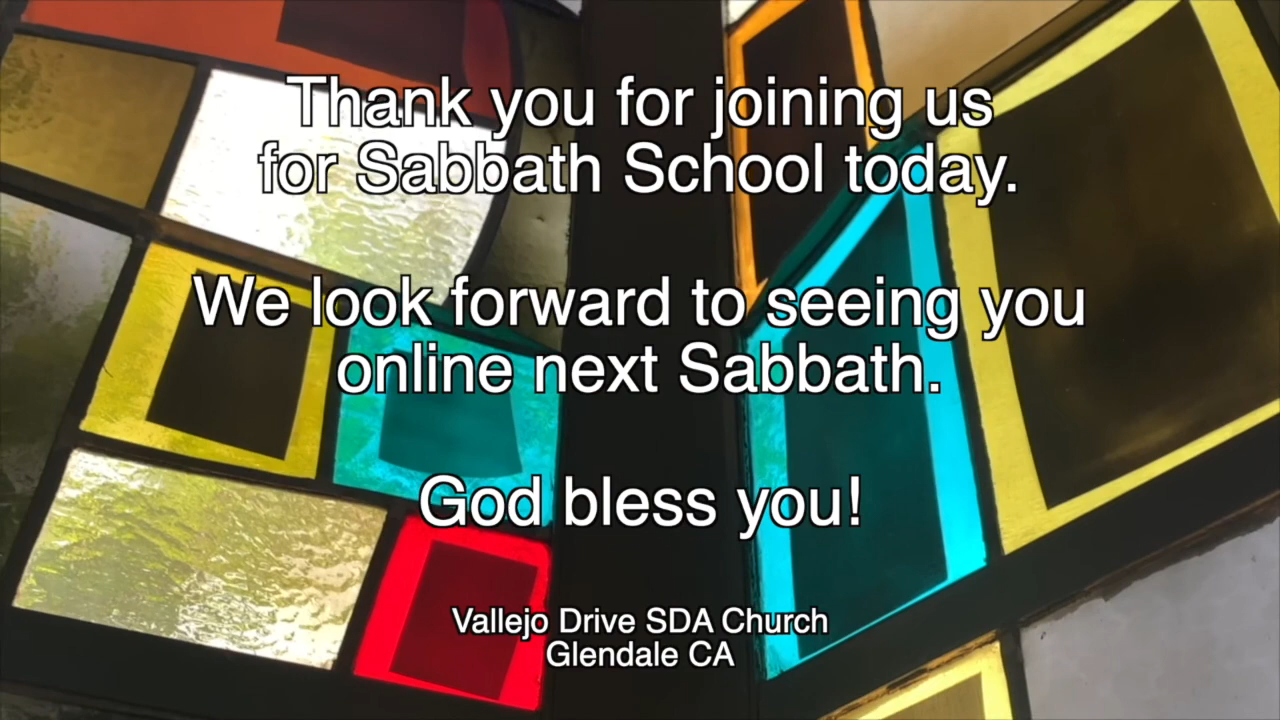 Thank you for joining us
for Sabbath School today.
We look forward to seeing you
online next Sabbath.
God bless you!
Vallejo Drive SDA Church
Glendale CA